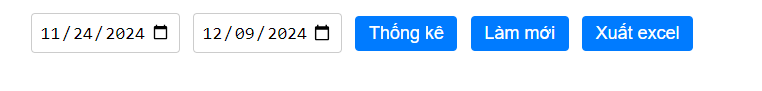 11/24/2024 12/09/2024 Thống kê Làm mới Xuất excel